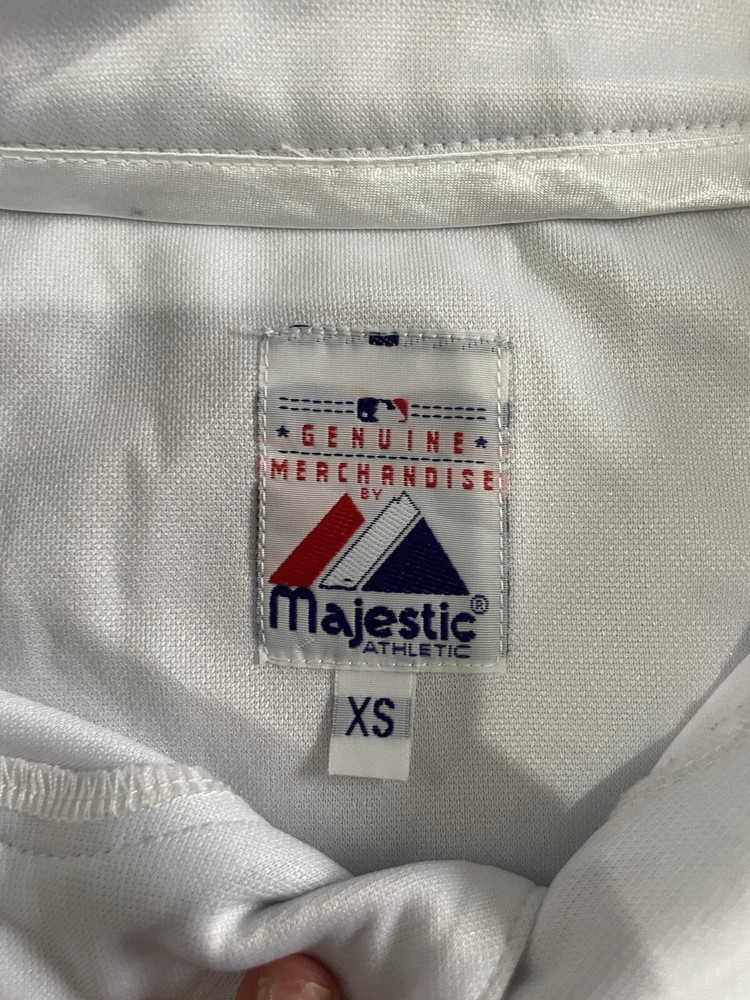 GENUINE
MERCHANDISE
BY
Majestic®
ATHLETIC
XS